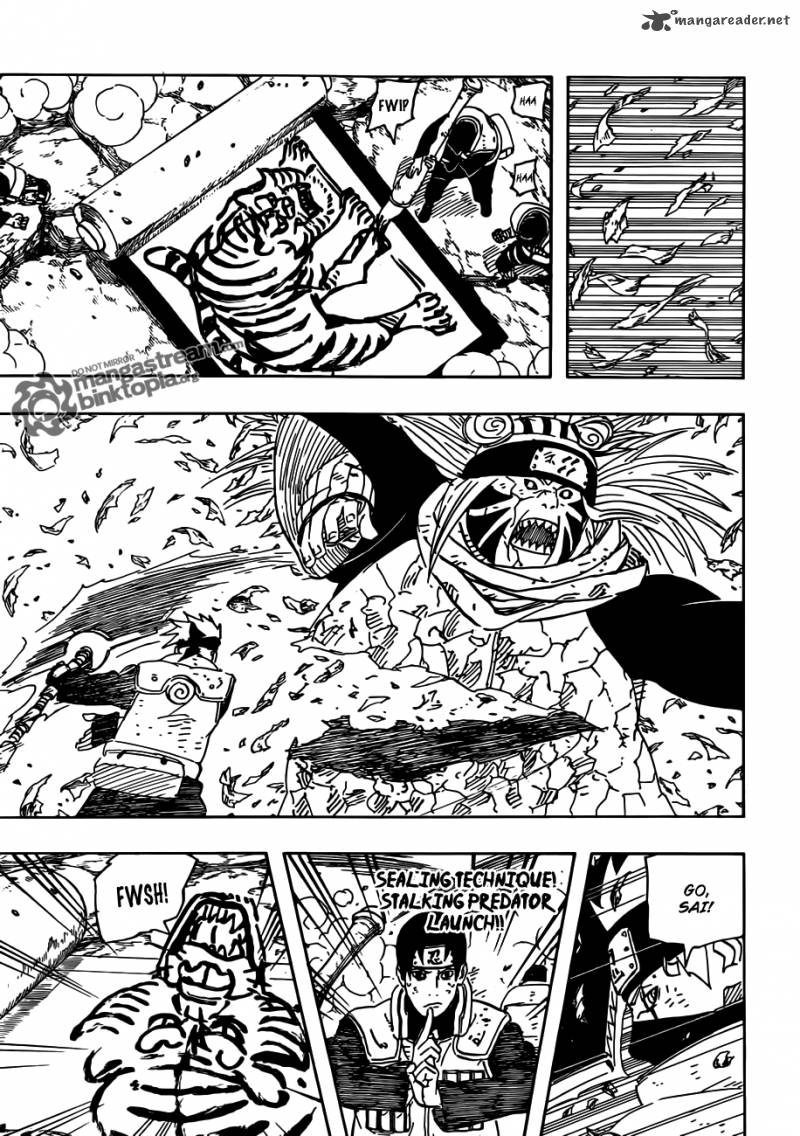 mangareader.net
HAA
FWIP
HAA
DO NOT MIRROR
mangastream.com
binktopia.org
GO,
SAI!
SEALING TECHNIQUE!
STALKING PREDATOR
LAUNCH!!
FWSH!